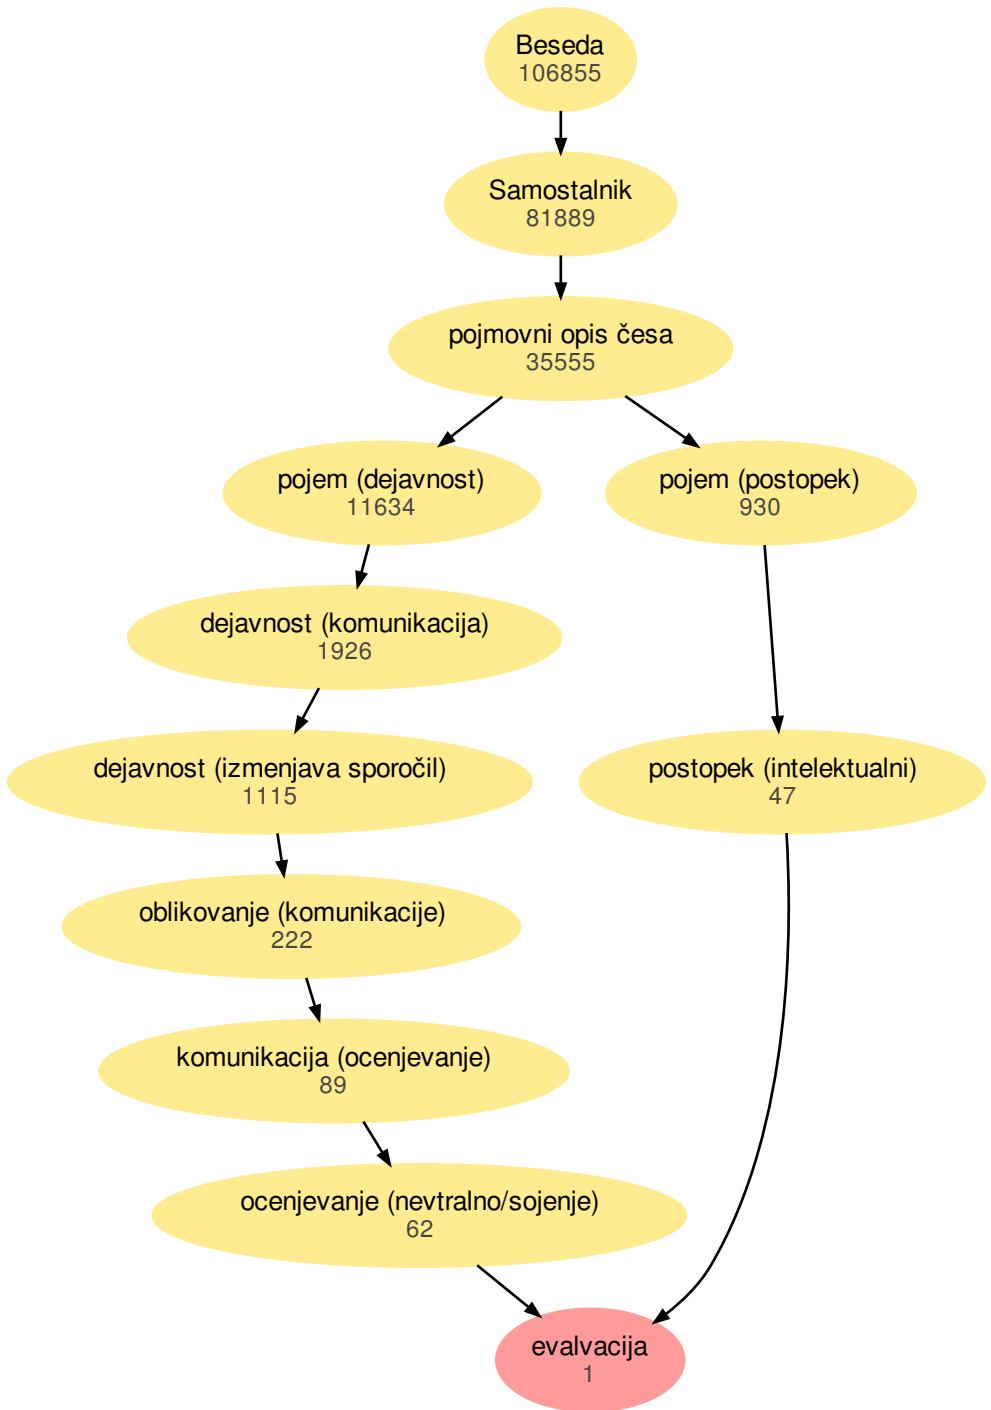 Beseda
106855
Samostalnik
81889
pojmovni opis česa
35555
pojem (dejavnost)
11634
pojem (postopek)
930
dejavnost (komunikacija)
1926
dejavnost (izmenjava sporočil)
1115
postopek (intelektualni)
47
oblikovanje (komunikacije)
222
komunikacija (ocenjevanje)
89
ocenjevanje (nevtralno/sojenje)
62
evalvacija
1